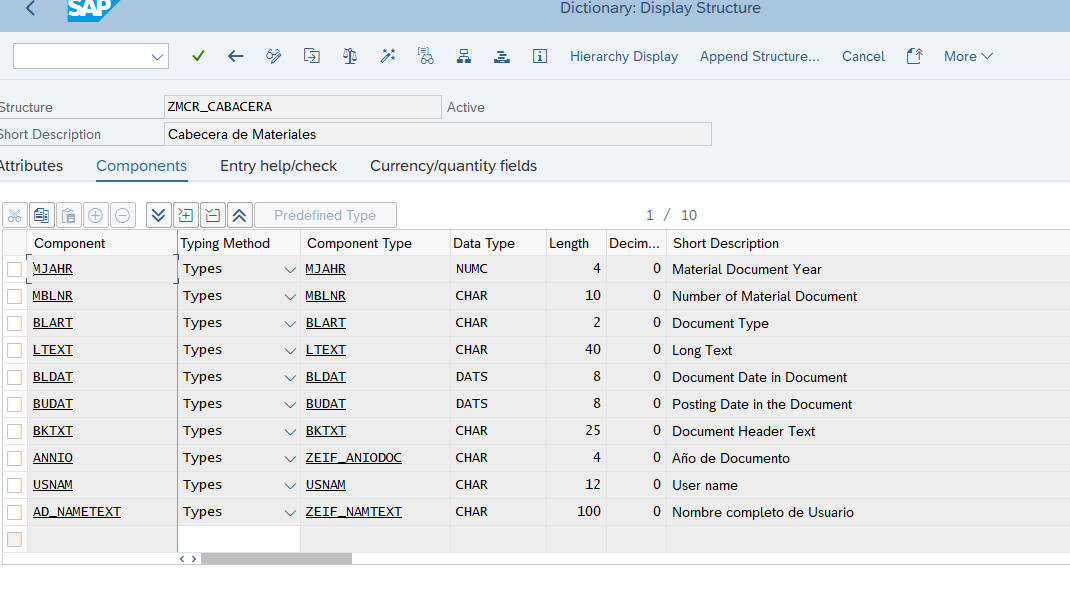 SAP
Dictionary: Display Structure
Hierarchy Display Append Structure... Cancel More
Structure ZMCR_CABACERA Active
Short Description Cabecera de Materiales
Attributes Components Entry help/check Currency/quantity fields
Predefined Type 1 / 10
Component Typing Method Component Type Data Type Length Decim... Short Description
MJAHR Types MJAHR NUMC 4 0 Material Document Year
MBLNR Types MBLNR CHAR 10 0 Number of Material Document
BLART Types BLART CHAR 2 0 Document Type
LTEXT Types LTEXT CHAR 40 0 Long Text
BLDAT Types BLDAT DATS 8 0 Document Date in Document
BUDAT Types BUDAT DATS 8 0 Posting Date in the Document
BKTXT Types BKTXT CHAR 25 0 Document Header Text
ANNIO Types ZEIF_ANIODOC CHAR 4 0 Año de Documento
USNAM Types USNAM CHAR 12 0 User name
AD_NAMETEXT Types ZEIF_NAMTEXT CHAR 100 0 Nombre completo de Usuario